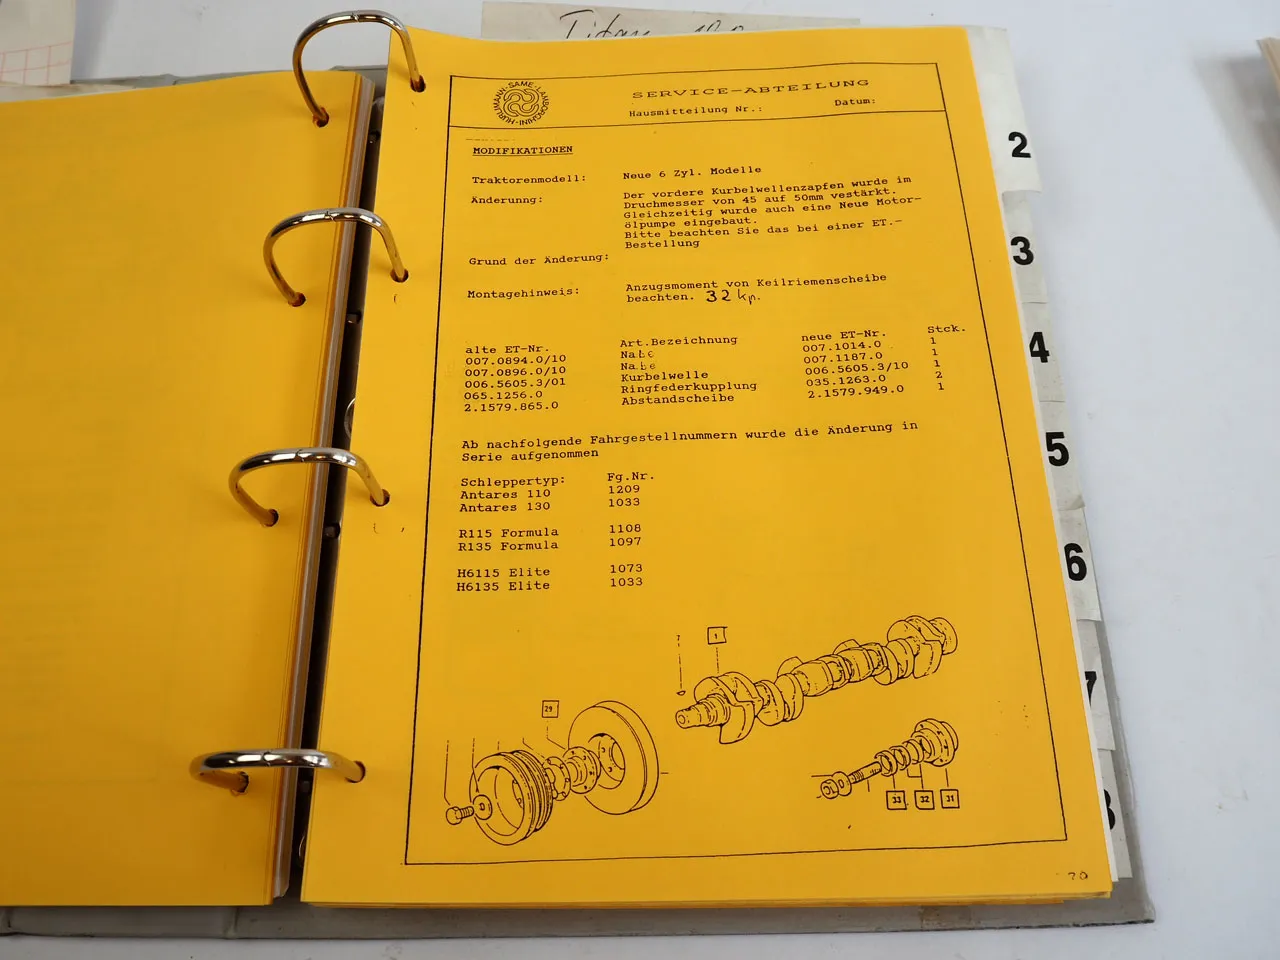 Titan
HÜRLIMANN-SAME-LAMBORGHINI-
SERVICE-ABTEILUNG
Hausmitteilung Nr.: Datum:
MODIFIKATIONEN
Traktorenmodell: Neue 6 Zyl. Modelle
Änderunng: Der vordere Kurbelwellenzapfen wurde im
Druchmesser von 45 auf 50mm vestärkt.
Gleichzeitig wurde auch eine Neue Motor-
ölpumpe eingebaut.
Bitte beachten Sie das bei einer ET.-
Bestellung
Grund der Änderung:
Montagehinweis: Anzugsmoment von Keilriemenscheibe
beachten. 32 kp.
alte ET-Nr. Art.Bezeichnung neue ET-Nr. Stck.
007.0894.0/10 Nabe 007.1014.0 1
007.0896.0/10 Nabe 007.1187.0 1
006.5605.3/01 Kurbelwelle 006.5605.3/10 1
065.1256.0 Ringfederkupplung 035.1263.0 2
2.1579.865.0 Abstandscheibe 2.1579.949.0 1
Ab nachfolgende Fahrgestellnummern wurde die Änderung in
Serie aufgenommen
Schleppertyp: Fg.Nr.
Antares 110 1209
Antares 130 1033
R115 Formula 1108
R135 Formula 1097
H6115 Elite 1073
H6135 Elite 1033
7 1
29
33 32 31
2
3
4
5
6
7
8